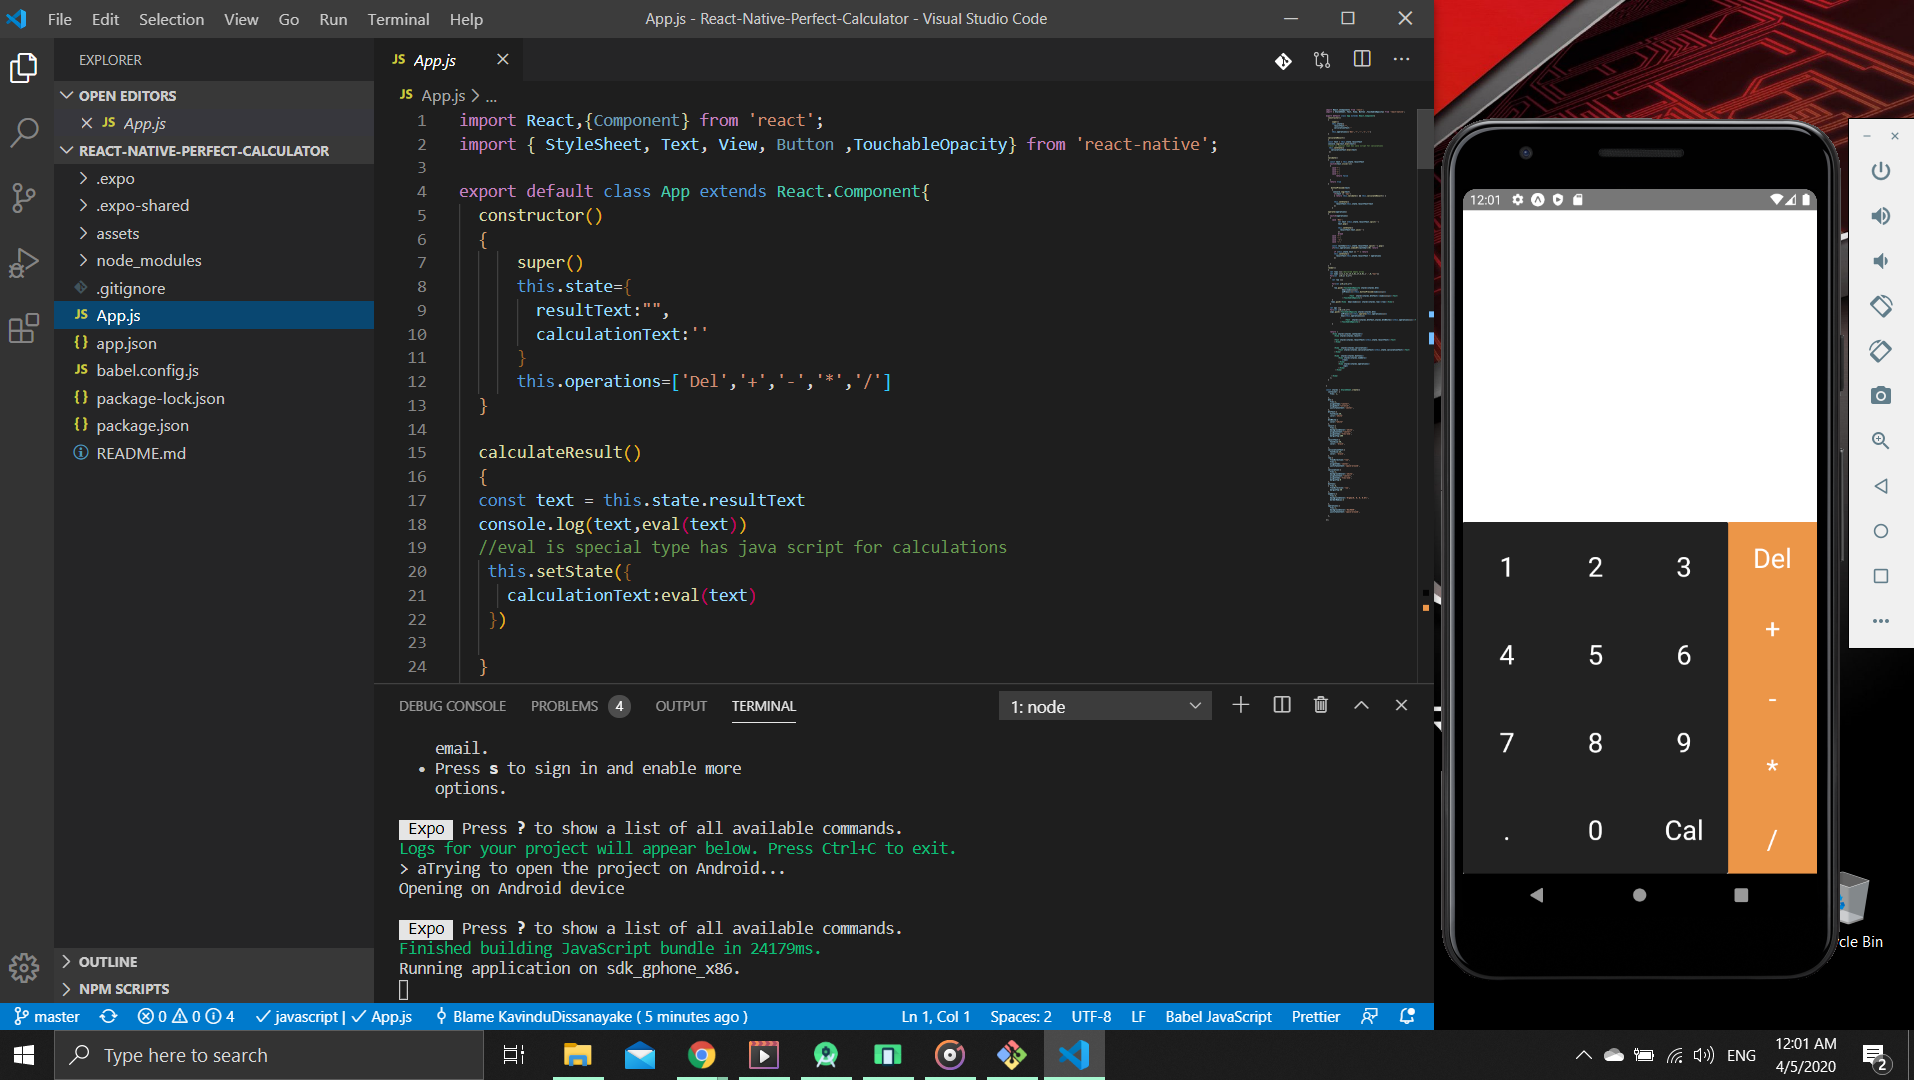 File Edit Selection View Go Run Terminal Help
App.js - React-Native-Perfect-Calculator - Visual Studio Code
EXPLORER
OPEN EDITORS
JS App.js
REACT-NATIVE-PERFECT-CALCULATOR
.expo
.expo-shared
assets
node_modules
.gitignore
JS App.js
{} app.json
JS babel.config.js
{} package-lock.json
{} package.json
README.md
OUTLINE
NPM SCRIPTS
JS App.js
JS App.js > ...
1 import React,{Component} from 'react';
2 import { StyleSheet, Text, View, Button ,TouchableOpacity} from 'react-native';
3
4 export default class App extends React.Component{
5 constructor()
6 {
7 super()
8 this.state={
9 resultText:"",
10 calculationText:''
11 }
12 this.operations=['Del','+','-','*','/']
13 }
14
15 calculateResult()
16 {
17 const text = this.state.resultText
18 console.log(text,eval(text))
19 //eval is special type has java script for calculations
20 this.setState({
21 calculationText:eval(text)
22 })
23
24 }
DEBUG CONSOLE PROBLEMS 4 OUTPUT TERMINAL
1: node
email.
• Press s to sign in and enable more
options.
Expo Press ? to show a list of all available commands.
Logs for your project will appear below. Press Ctrl+C to exit.
> aTrying to open the project on Android...
Opening on Android device
Expo Press ? to show a list of all available commands.
Finished building JavaScript bundle in 24179ms.
Running application on sdk_gphone_x86.
master 0 0 4 javascript | App.js Blame KavinduDissanayake ( 5 minutes ago ) Ln 1, Col 1 Spaces: 2 UTF-8 LF Babel JavaScript Prettier
12:01
1 2 3 Del
+
4 5 6
-
7 8 9
*
. 0 Cal
/
cle Bin
Type here to search
ENG
12:01 AM
4/5/2020
2